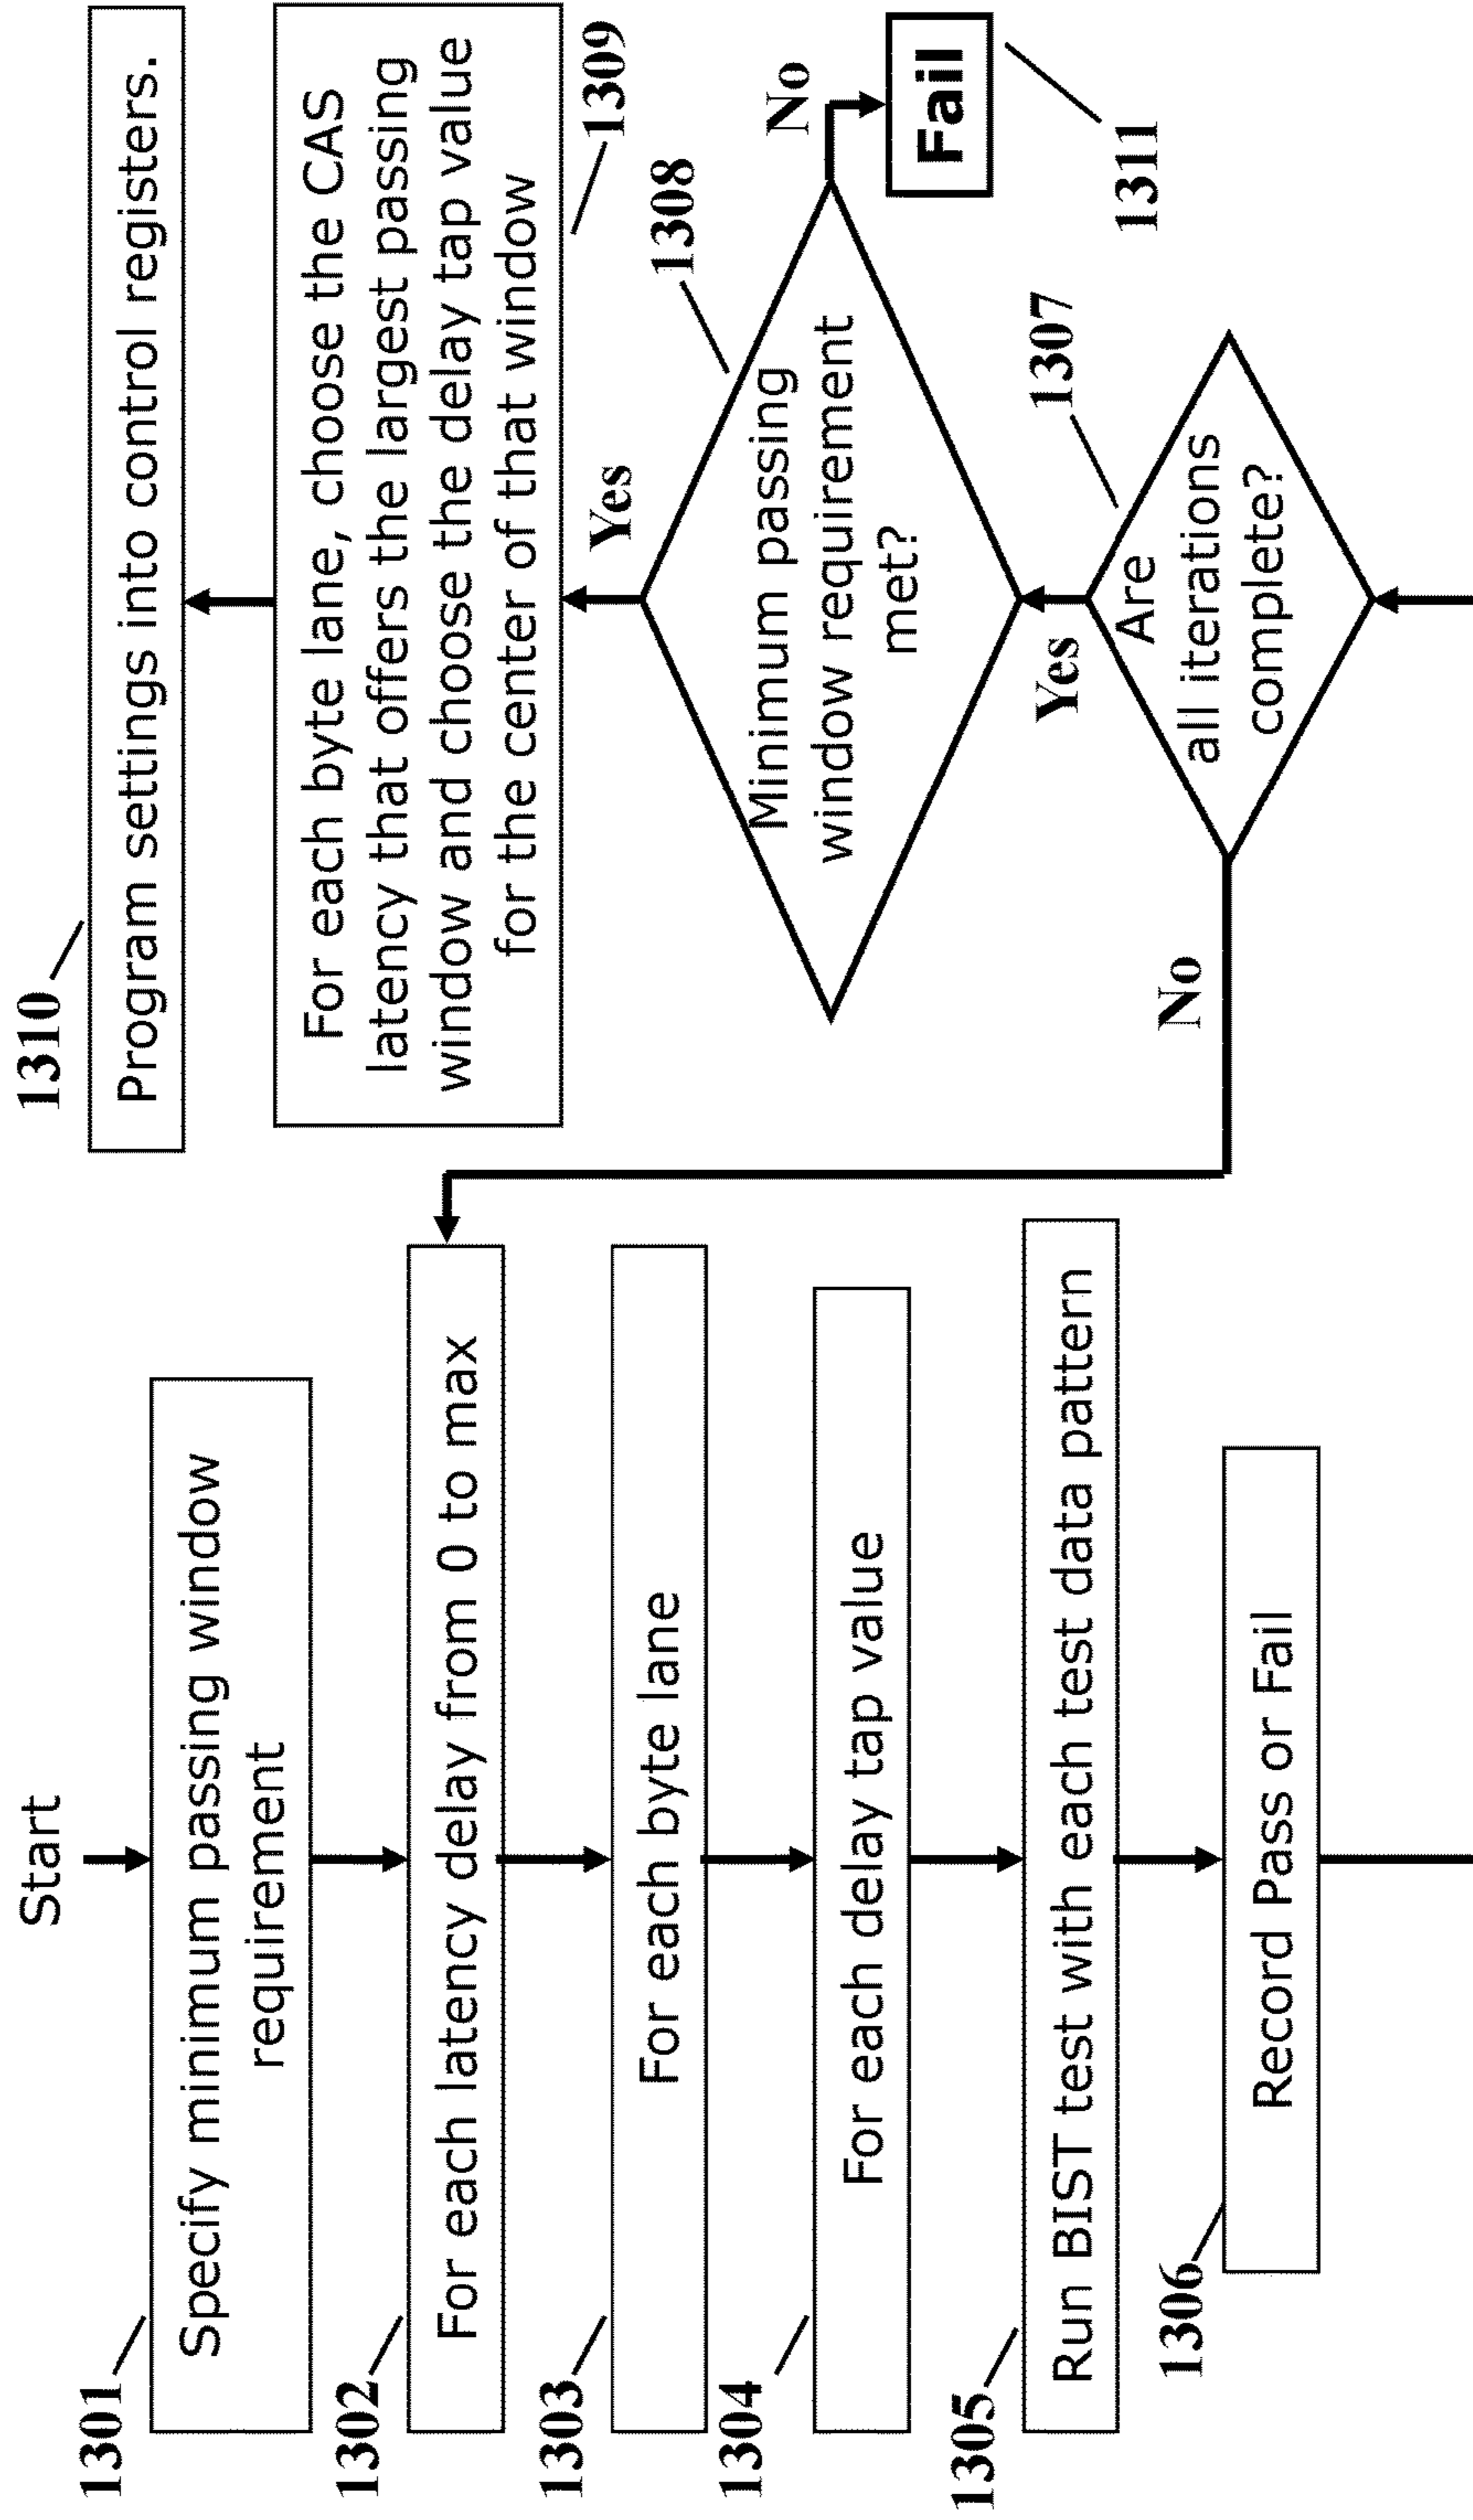 Start
1301
Specify minimum passing window
requirement
1302
For each latency delay from 0 to max
1303
For each byte lane
1304
For each delay tap value
1305
Run BIST test with each test data pattern
1306
Record Pass or Fail
1310
Program settings into control registers.
For each byte lane, choose the CAS
latency that offers the largest passing
window and choose the delay tap value
for the center of that window
1309
Yes
1308
Minimum passing
window requirement
met?
No
Fail
1311
Yes
1307
Are
all iterations
complete?
No